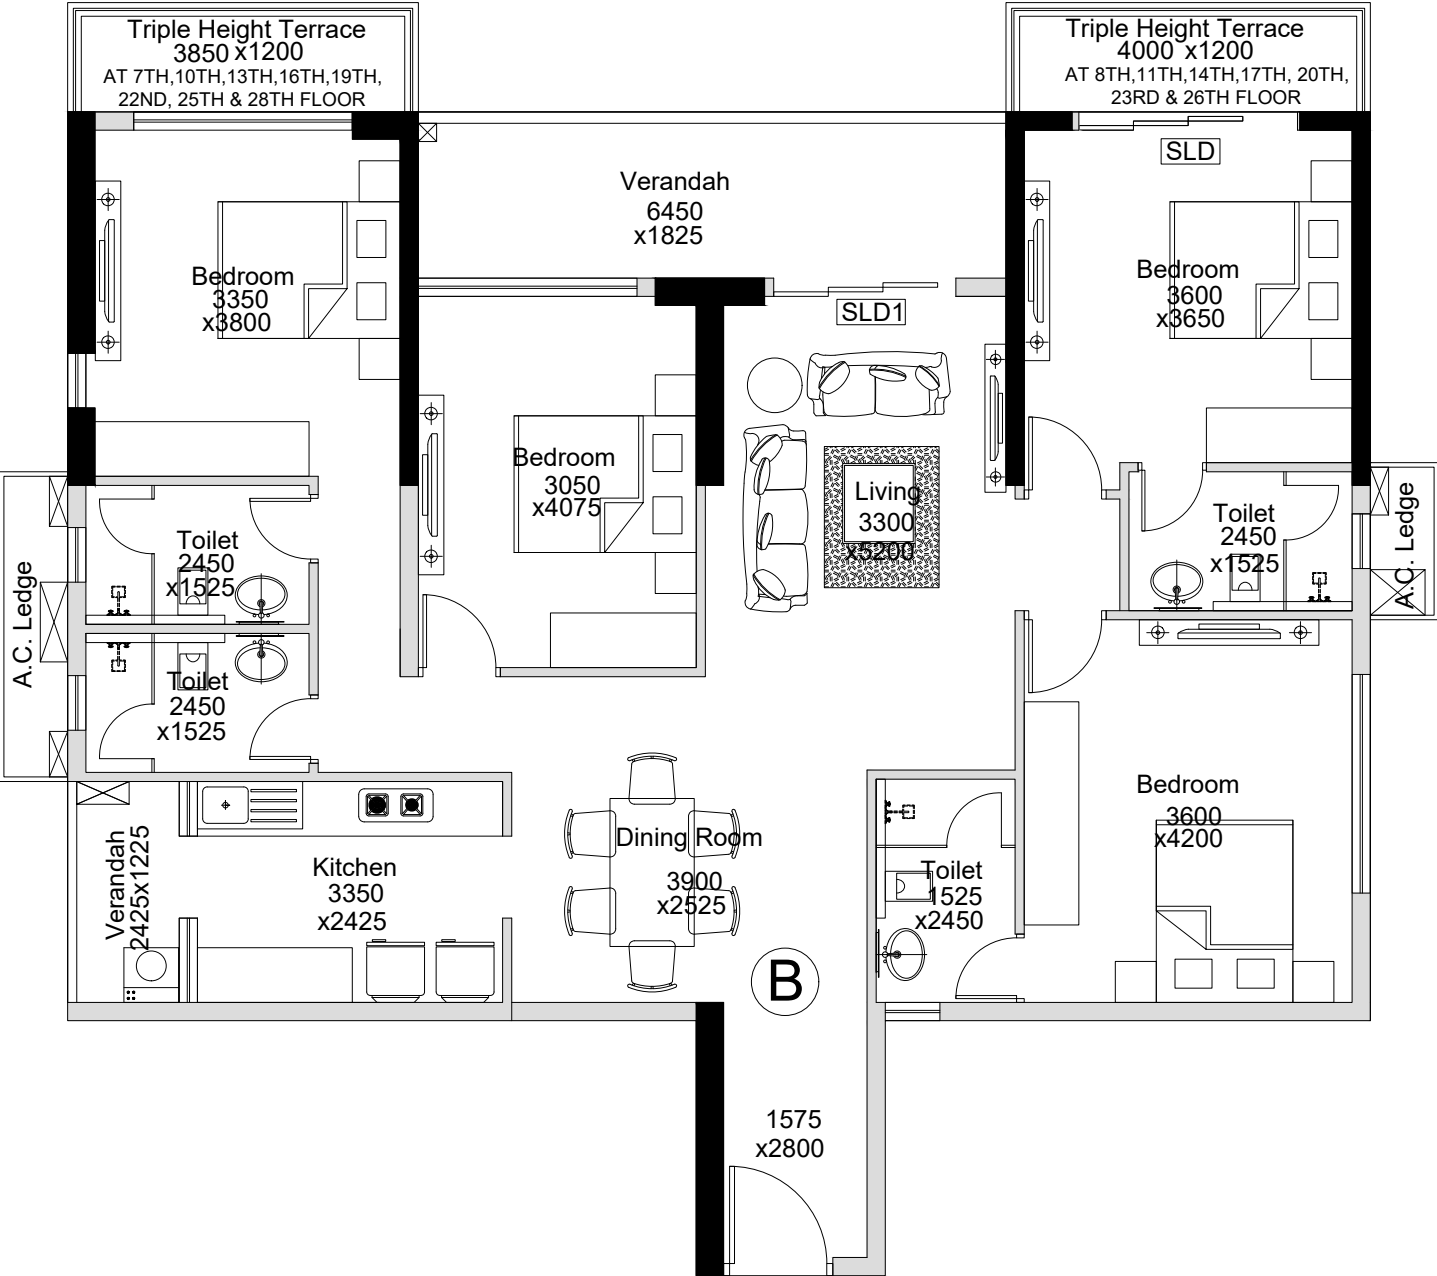 Triple Height Terrace
3850 x1200
AT 7TH,10TH,13TH,16TH,19TH,
22ND, 25TH & 28TH FLOOR
Triple Height Terrace
4000 x1200
AT 8TH,11TH,14TH,17TH, 20TH,
23RD & 26TH FLOOR
SLD
Verandah
6450
x1825
Bedroom
3350
x3800
Bedroom
3600
x3650
SLD1
Bedroom
3050
x4075
Living
3300
x5200
Toilet
2450
x1525
Toilet
2450
x1525
A.C. Ledge
A.C. Ledge
Toilet
2450
x1525
Bedroom
3600
x4200
Verandah
2425x1225
Kitchen
3350
x2425
Dining Room
3900
x2525
Toilet
1525
x2450
B
1575
x2800